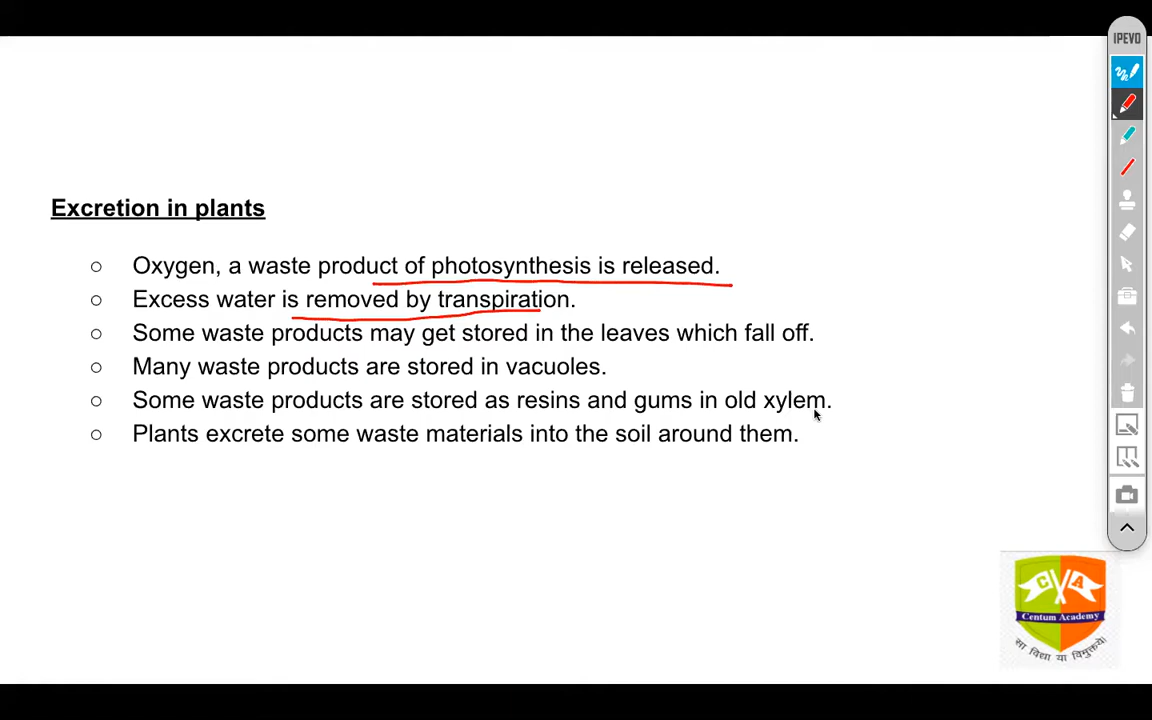 IPEVO
Excretion in plants
○ Oxygen, a waste product of photosynthesis is released.
○ Excess water is removed by transpiration.
○ Some waste products may get stored in the leaves which fall off.
○ Many waste products are stored in vacuoles.
○ Some waste products are stored as resins and gums in old xylem.
○ Plants excrete some waste materials into the soil around them.
C A
Centum Academy
सा विद्या या विमुक्तये